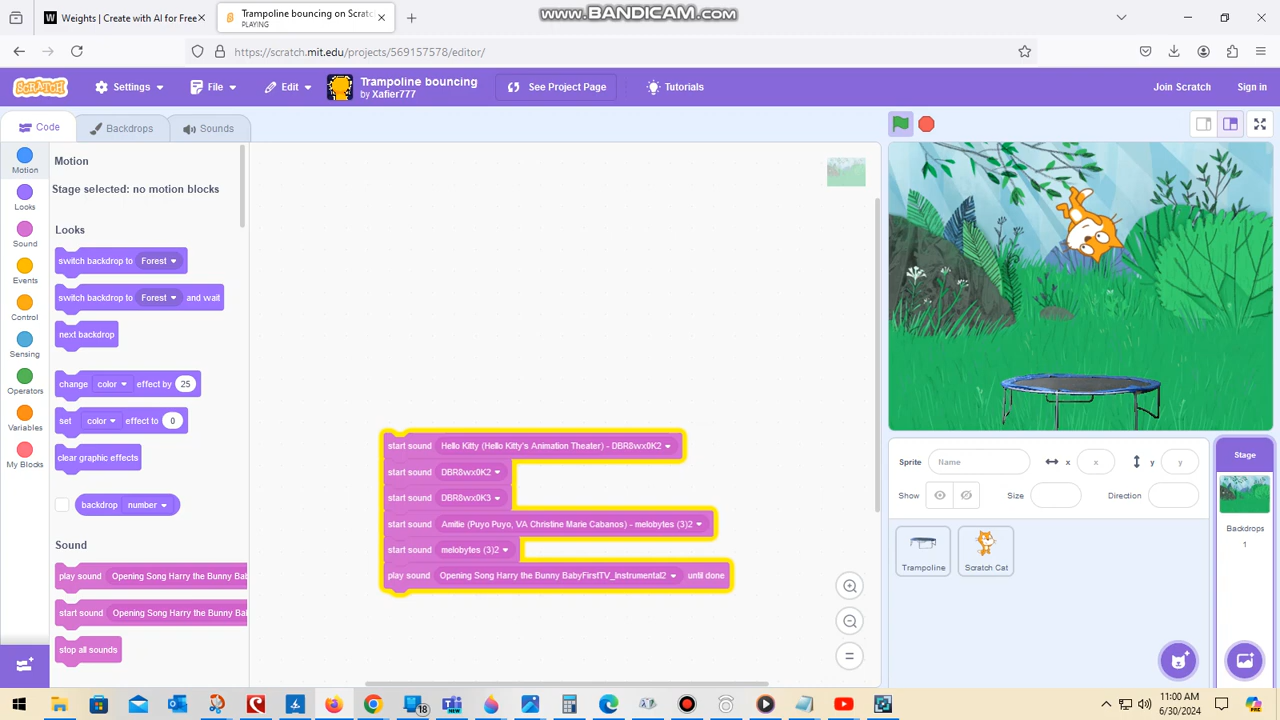 www.BANDICAM.com
Weights | Create with AI for Free
Trampoline bouncing on Scratch
PLAYING
https://scratch.mit.edu/projects/569157578/editor/
SCRATCH
Settings
File
Edit
Trampoline bouncing
by Xafier777
See Project Page
Tutorials
Join Scratch
Sign in
Code
Backdrops
Sounds
Motion
Looks
Sound
Events
Control
Sensing
Operators
Variables
My Blocks
Motion
Stage selected: no motion blocks
Looks
switch backdrop to Forest
switch backdrop to Forest and wait
next backdrop
change color effect by 25
set color effect to 0
clear graphic effects
backdrop number
Sound
play sound Opening Song Harry the Bunny Bab
start sound Opening Song Harry the Bunny Bab
stop all sounds
start sound Hello Kitty (Hello Kitty's Animation Theater) - DBR8wx0K2
start sound DBR8wx0K2
start sound DBR8wx0K3
start sound Amitie (Puyo Puyo, VA Christine Marie Cabanos) - melobytes (3)2
start sound melobytes (3)2
play sound Opening Song Harry the Bunny BabyFirstTV_Instrumental2 until done
Sprite Name x x y y
Show Size Direction
Trampoline
Scratch Cat
Stage
Backdrops
1
18
NEW
11:00 AM
6/30/2024
PRE